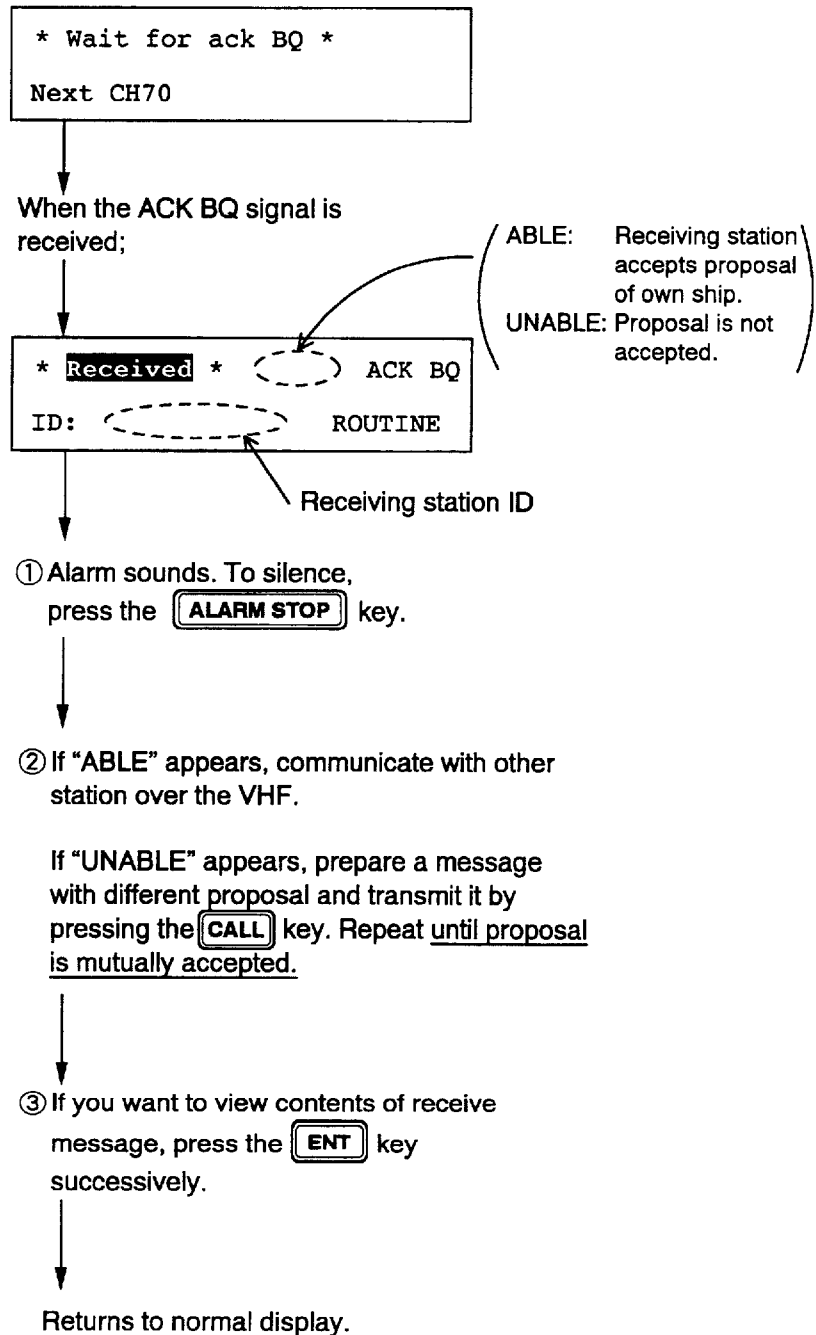 * Wait for ack BQ *
Next CH70
When the ACK BQ signal is
received;
ABLE: Receiving station
accepts proposal
of own ship.
UNABLE: Proposal is not
accepted.
* Received * ACK BQ
ID: ROUTINE
Receiving station ID
① Alarm sounds. To silence,
press the ALARM STOP key.
② If “ABLE” appears, communicate with other
station over the VHF.
If “UNABLE” appears, prepare a message
with different proposal and transmit it by
pressing the CALL key. Repeat until proposal
is mutually accepted.
③ If you want to view contents of receive
message, press the ENT key
successively.
Returns to normal display.